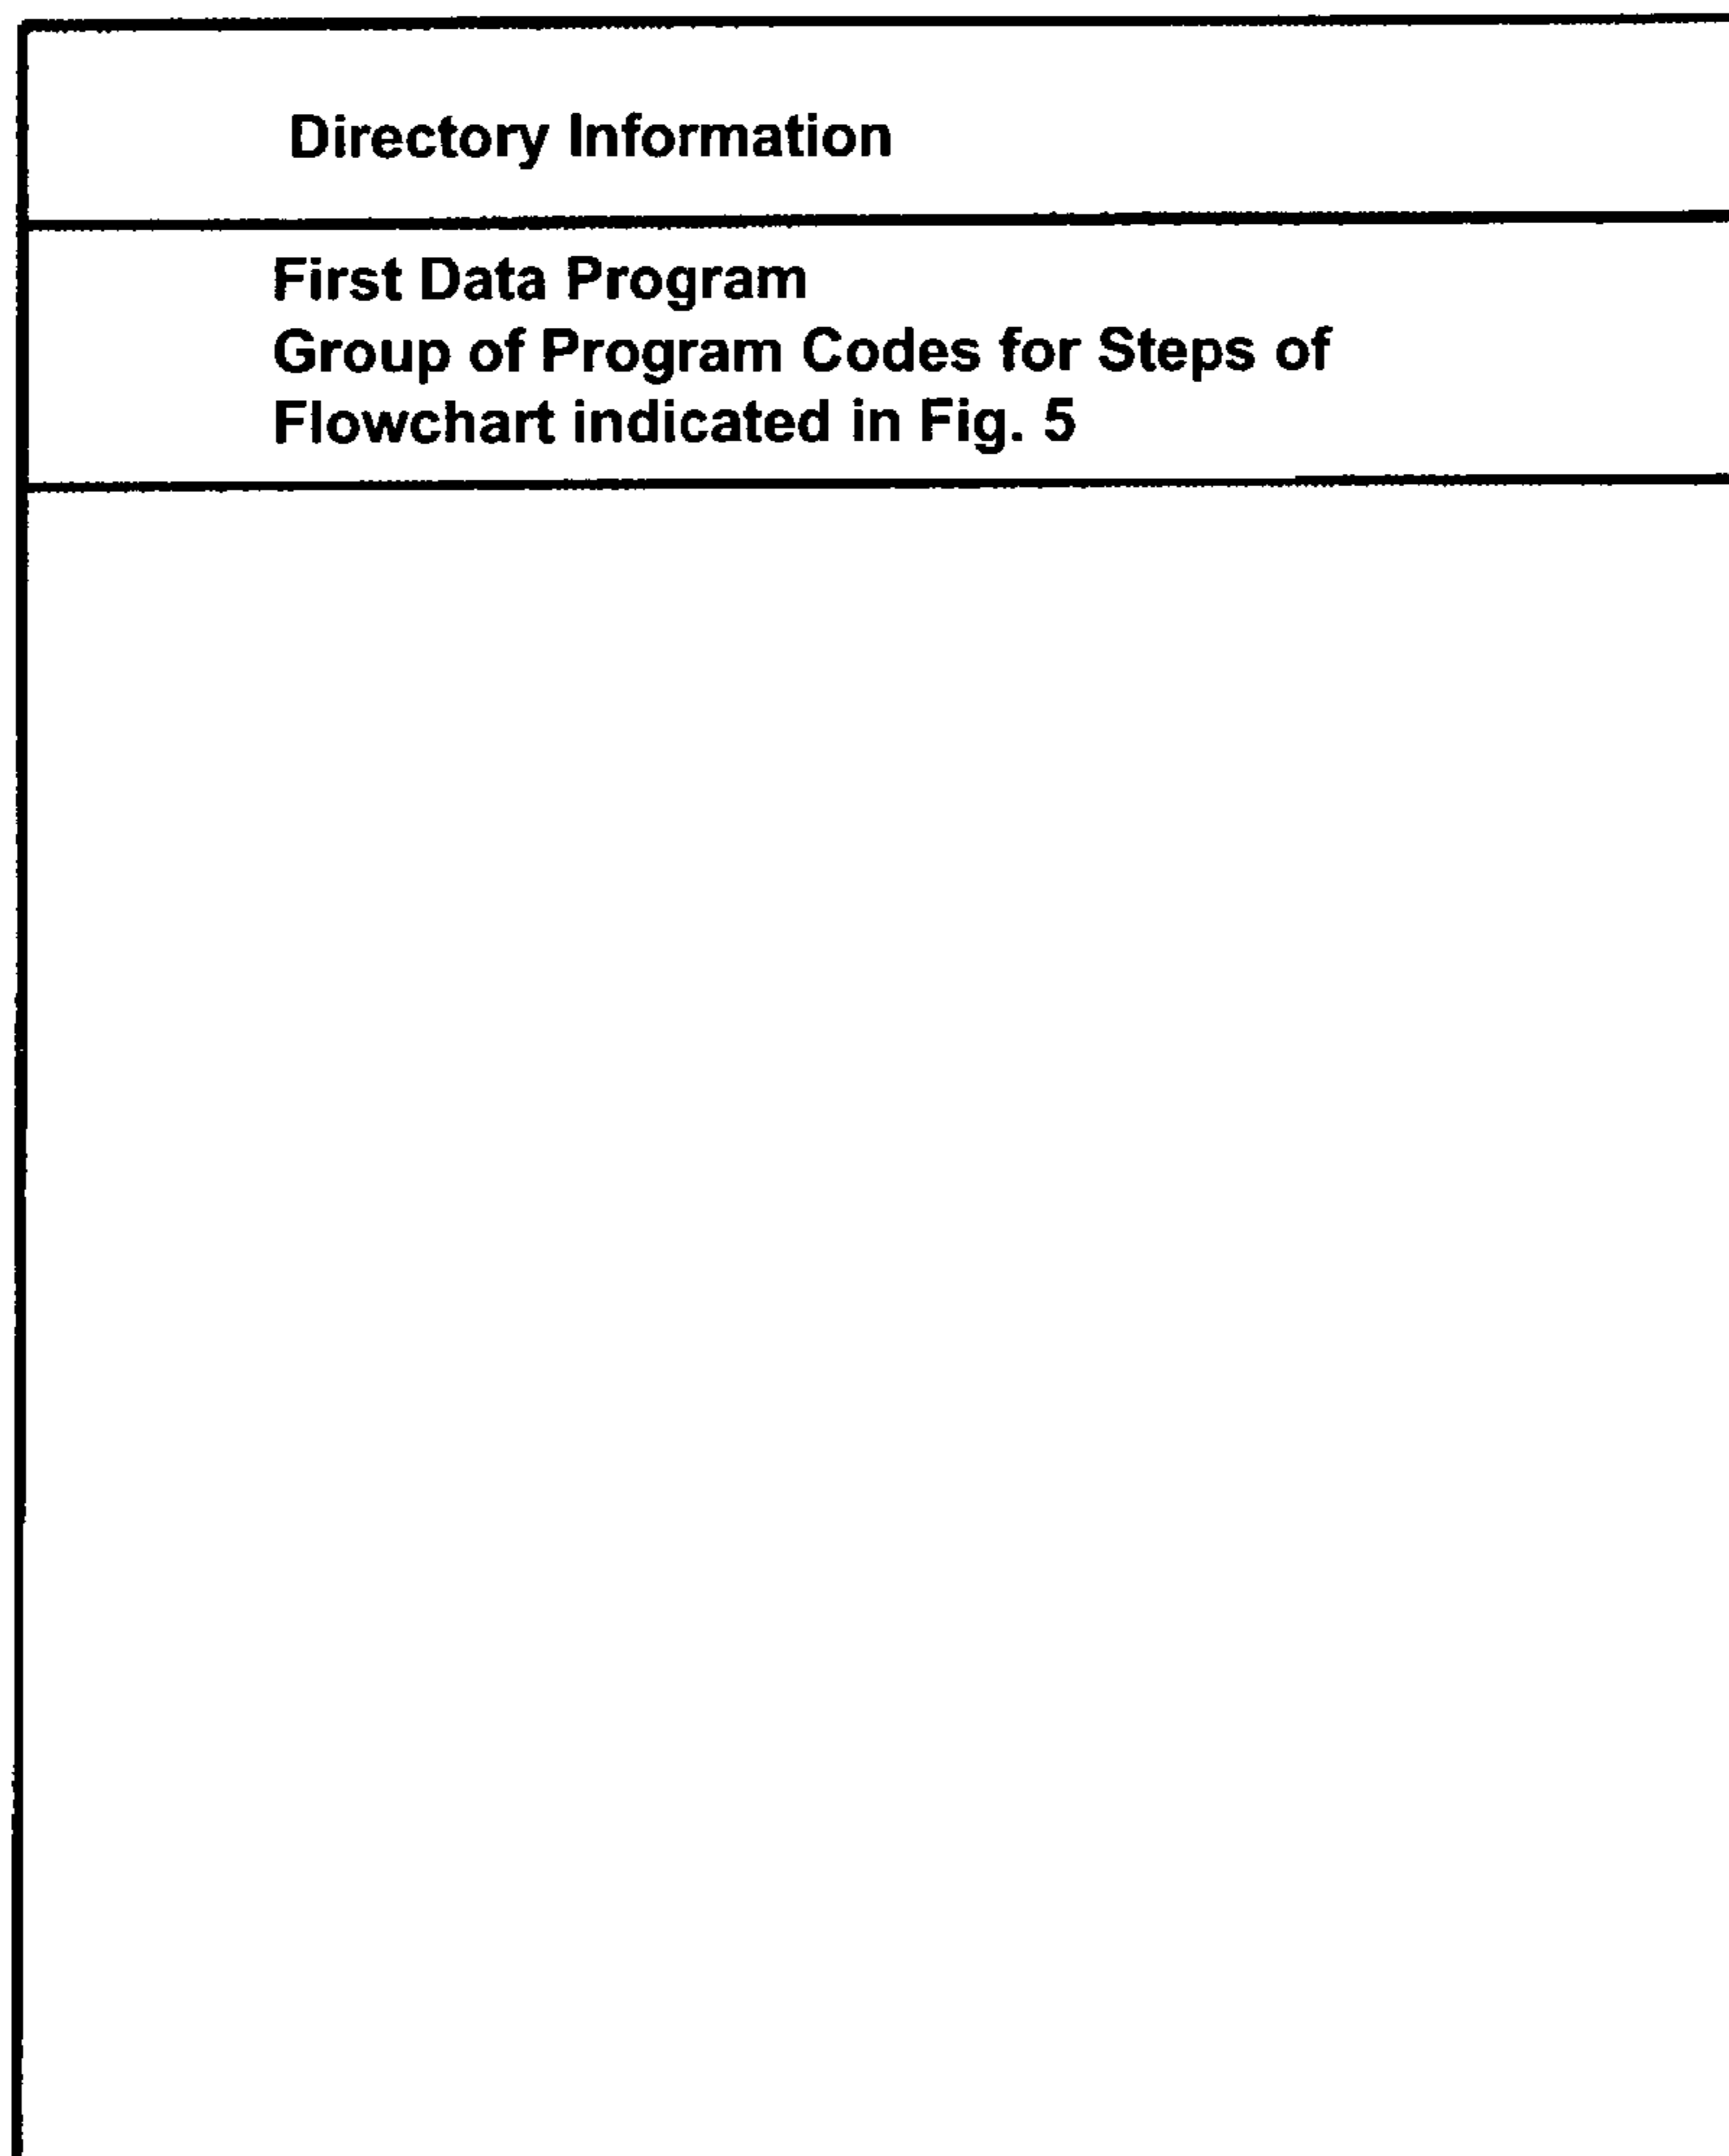 Directory Information
First Data Program
Group of Program Codes for Steps of
Flowchart indicated in Fig. 5